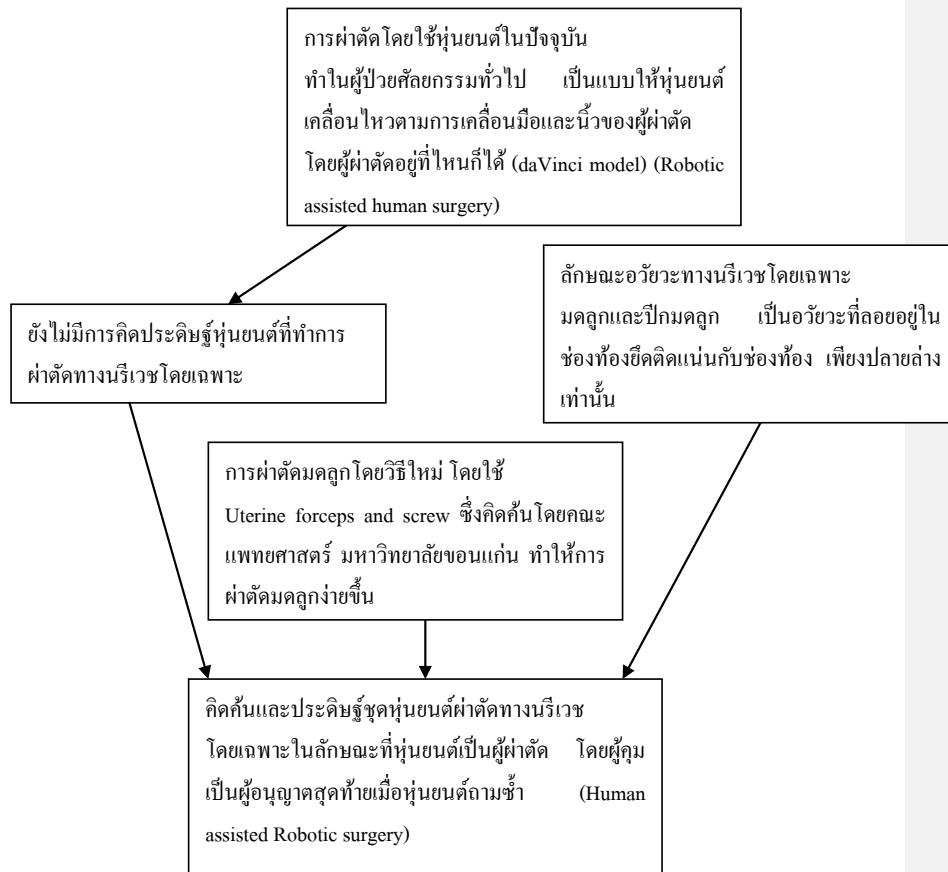 การผ่าตัดโดยใช้หุ่นยนต์ในปัจจุบัน
ทำในผู้ป่วยศัลยกรรมทั่วไป เป็นแบบให้หุ่นยนต์
เคลื่อนไหวตามการเคลื่อนมือและนิ้วของผู้ผ่าตัด
โดยผู้ผ่าตัดอยู่ที่ไหนก็ได้ (daVinci model) (Robotic
assisted human surgery)
ลักษณะอวัยวะทางนรีเวชโดยเฉพาะ
มดลูกและปีกมดลูก เป็นอวัยวะที่ลอยอยู่ใน
ช่องท้องยึดติดแน่นกับช่องท้อง เพียงปลายล่าง
เท่านั้น
ยังไม่มีการคิดประดิษฐ์หุ่นยนต์ที่ทำการ
ผ่าตัดทางนรีเวชโดยเฉพาะ
การผ่าตัดมดลูกโดยวิธีใหม่ โดยใช้
Uterine forceps and screw ซึ่งคิดค้นโดยคณะ
แพทยศาสตร์ มหาวิทยาลัยขอนแก่น ทำให้การ
ผ่าตัดมดลูกง่ายขึ้น
คิดค้นและประดิษฐ์ชุดหุ่นยนต์ผ่าตัดทางนรีเวช
โดยเฉพาะในลักษณะที่หุ่นยนต์เป็นผู้ผ่าตัด โดยผู้คุม
เป็นผู้อนุญาตสุดท้ายเมื่อหุ่นยนต์ถามซ้ำ (Human
assisted Robotic surgery)